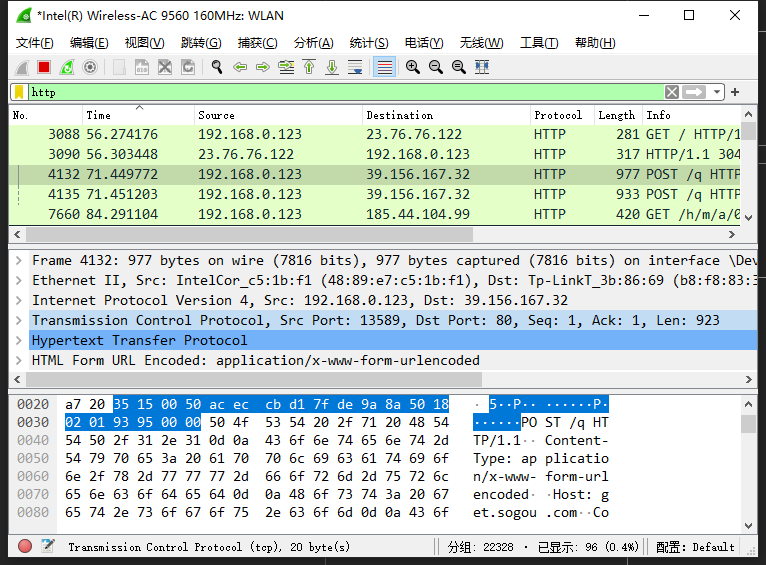 *Intel(R) Wireless-AC 9560 160MHz: WLAN
文件(F) 编辑(E) 视图(V) 跳转(G) 捕获(C) 分析(A) 统计(S) 电话(Y) 无线(W) 工具(T) 帮助(H)
http
No. Time Source Destination Protocol Length Info
3088 56.274176 192.168.0.123 23.76.76.122 HTTP 281 GET / HTTP/1
3090 56.303448 23.76.76.122 192.168.0.123 HTTP 317 HTTP/1.1 304
4132 71.449772 192.168.0.123 39.156.167.32 HTTP 977 POST /q HTTP
4135 71.451203 192.168.0.123 39.156.167.32 HTTP 933 POST /q HTTP
7660 84.291104 192.168.0.123 185.44.104.99 HTTP 420 GET /h/m/a/0
Frame 4132: 977 bytes on wire (7816 bits), 977 bytes captured (7816 bits) on interface \Dev
Ethernet II, Src: IntelCor_c5:1b:f1 (48:89:e7:c5:1b:f1), Dst: Tp-LinkT_3b:86:69 (b8:f8:83:3
Internet Protocol Version 4, Src: 192.168.0.123, Dst: 39.156.167.32
Transmission Control Protocol, Src Port: 13589, Dst Port: 80, Seq: 1, Ack: 1, Len: 923
Hypertext Transfer Protocol
HTML Form URL Encoded: application/x-www-form-urlencoded
0020 a7 20 35 15 00 50 ac ec cb d1 7f de 9a 8a 50 18 · 5··P·· ······P·
0030 02 01 93 95 00 00 50 4f 53 54 20 2f 71 20 48 54 ······PO ST /q HT
0040 54 50 2f 31 2e 31 0d 0a 43 6f 6e 74 65 6e 74 2d TP/1.1·· Content-
0050 54 79 70 65 3a 20 61 70 70 6c 69 63 61 74 69 6f Type: ap plicatio
0060 6e 2f 78 2d 77 77 77 2d 66 6f 72 6d 2d 75 72 6c n/x-www- form-url
0070 65 6e 63 6f 64 65 64 0d 0a 48 6f 73 74 3a 20 67 encoded· ·Host: g
0080 65 74 2e 73 6f 67 6f 75 2e 63 6f 6d 0d 0a 43 6f et.sogou .com··Co
Transmission Control Protocol (tcp), 20 byte(s) 分组: 22328 · 已显示: 96 (0.4%) 配置: Default